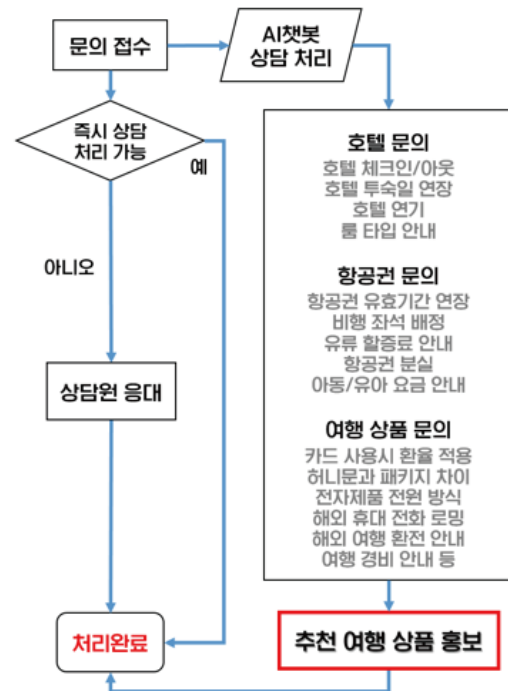 문의 접수
AI챗봇
상담 처리
즉시 상담
처리 가능
예
아니오
상담원 응대
처리완료
호텔 문의
호텔 체크인/아웃
호텔 투숙일 연장
호텔 연기
룸 타입 안내
항공권 문의
항공권 유효기간 연장
비행 좌석 배정
유류 할증료 안내
항공권 분실
아동/유아 요금 안내
여행 상품 문의
카드 사용시 환율 적용
허니문과 패키지 차이
전자제품 전원 방식
해외 휴대 전화 로밍
해외 여행 환전 안내
여행 경비 안내 등
추천 여행 상품 홍보